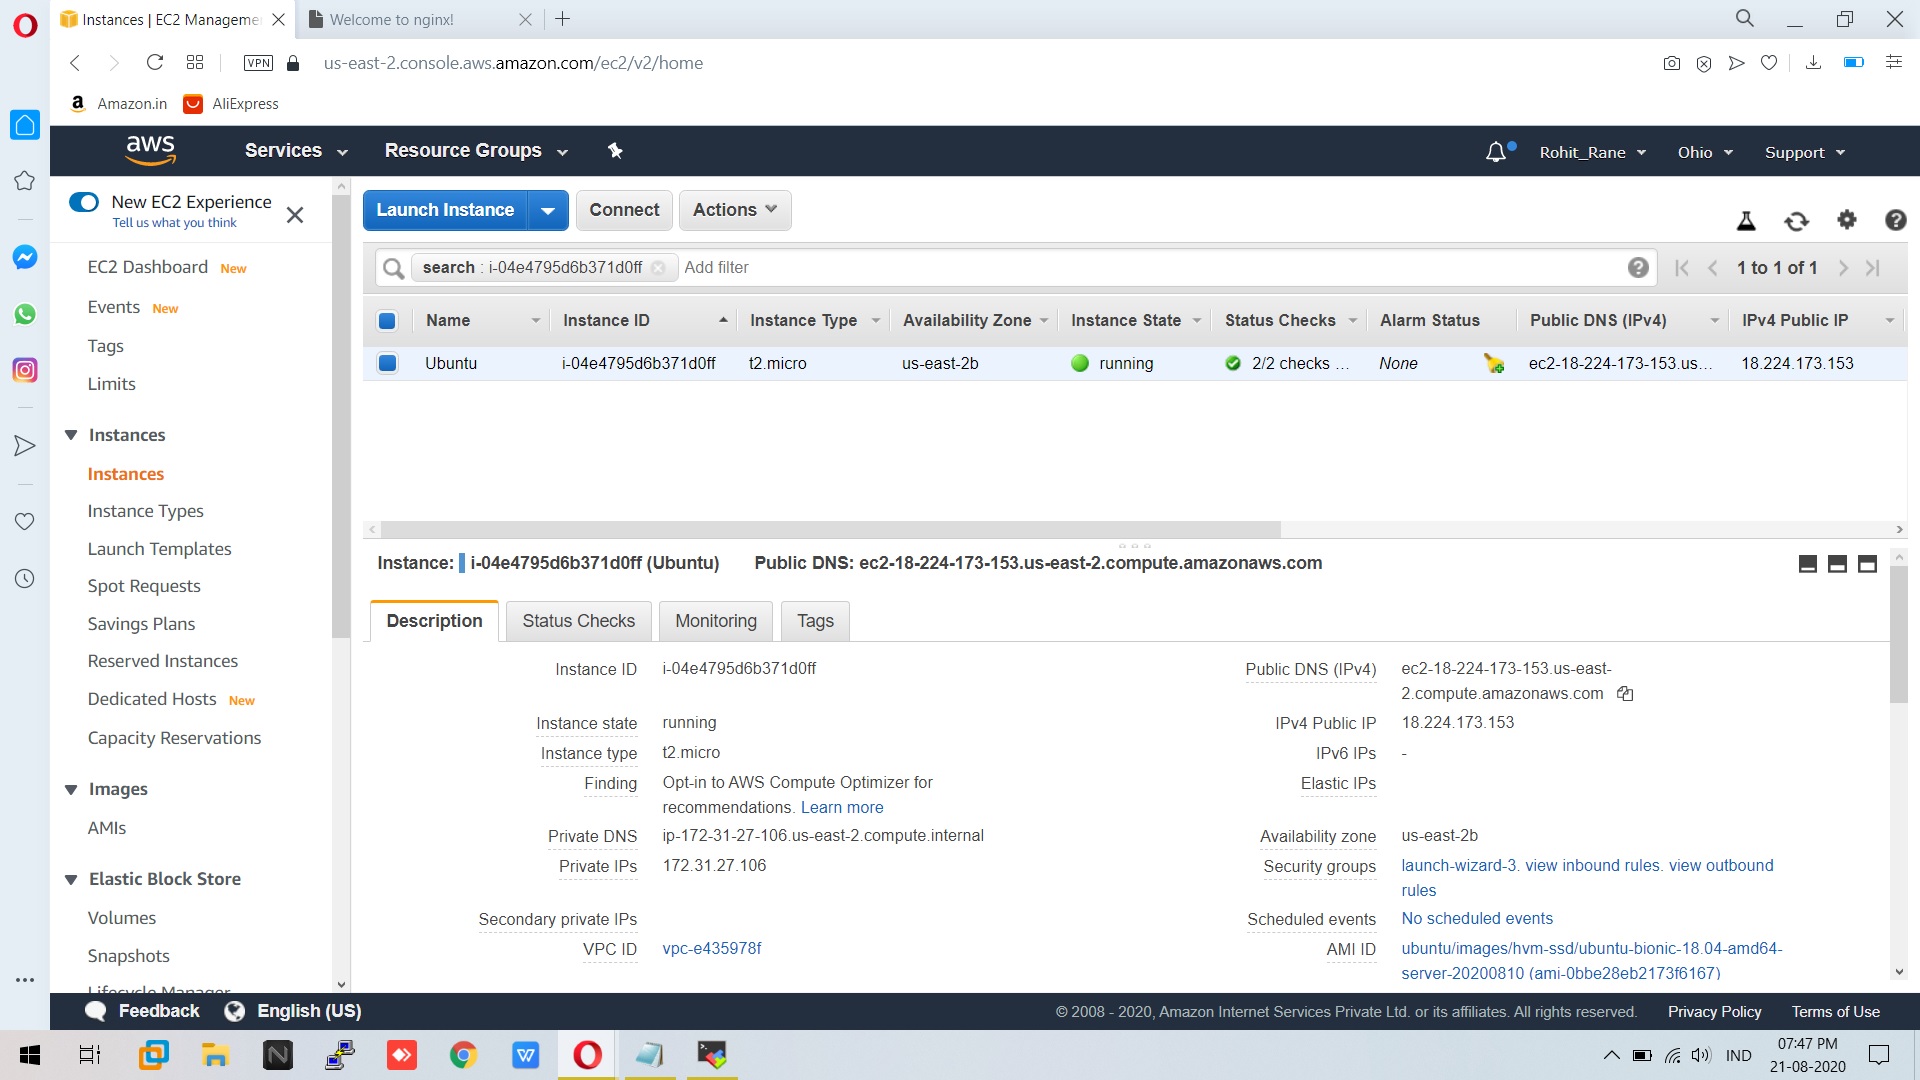 Instances | EC2 Manageme
Welcome to nginx!
VPN
us-east-2.console.aws.amazon.com/ec2/v2/home
Amazon.in
AliExpress
aws
Services
Resource Groups
Rohit_Rane
Ohio
Support
New EC2 Experience
Tell us what you think
EC2 Dashboard New
Events New
Tags
Limits
Instances
Instances
Instance Types
Launch Templates
Spot Requests
Savings Plans
Reserved Instances
Dedicated Hosts New
Capacity Reservations
Images
AMIs
Elastic Block Store
Volumes
Snapshots
Lifecycle Manager
Launch Instance
Connect
Actions
search : i-04e4795d6b371d0ff
Add filter
1 to 1 of 1
Name Instance ID Instance Type Availability Zone Instance State Status Checks Alarm Status Public DNS (IPv4) IPv4 Public IP
Ubuntu i-04e4795d6b371d0ff t2.micro us-east-2b running 2/2 checks ... None ec2-18-224-173-153.us... 18.224.173.153
Instance: i-04e4795d6b371d0ff (Ubuntu) Public DNS: ec2-18-224-173-153.us-east-2.compute.amazonaws.com
Description
Status Checks
Monitoring
Tags
Instance ID i-04e4795d6b371d0ff
Instance state running
Instance type t2.micro
Finding Opt-in to AWS Compute Optimizer for
recommendations. Learn more
Private DNS ip-172-31-27-106.us-east-2.compute.internal
Private IPs 172.31.27.106
Secondary private IPs
VPC ID vpc-e435978f
Public DNS (IPv4) ec2-18-224-173-153.us-east-
2.compute.amazonaws.com
IPv4 Public IP 18.224.173.153
IPv6 IPs -
Elastic IPs
Availability zone us-east-2b
Security groups launch-wizard-3. view inbound rules. view outbound
rules
Scheduled events No scheduled events
AMI ID ubuntu/images/hvm-ssd/ubuntu-bionic-18.04-amd64-
server-20200810 (ami-0bbe28eb2173f6167)
Feedback
English (US)
© 2008 - 2020, Amazon Internet Services Private Ltd. or its affiliates. All rights reserved.
Privacy Policy
Terms of Use
IND
07:47 PM
21-08-2020